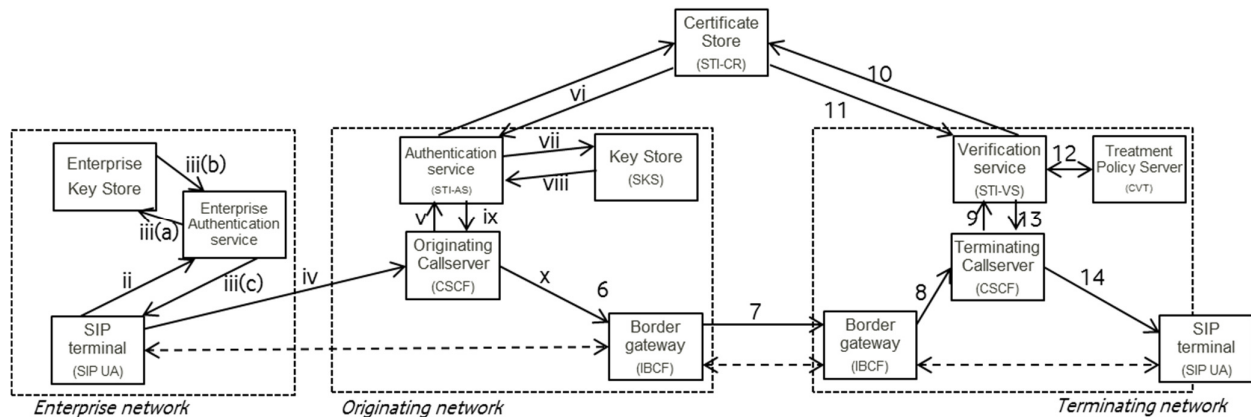 Certificate
Store
(STI-CR)
10
vi
11
Enterprise
Key Store
iii(b)
iii(a)
Enterprise
Authentication
service
ii
iii(c)
iv
SIP
terminal
(SIP UA)
Enterprise network
Authentication
service
(STI-AS)
vii
viii
Key Store
(SKS)
v
ix
Originating
Callserver
(CSCF)
x
6
Border
gateway
(IBCF)
Originating network
7
Verification
service
(STI-VS)
12
Treatment
Policy Server
(CVT)
9
13
Terminating
Callserver
(CSCF)
8
14
Border
gateway
(IBCF)
SIP
terminal
(SIP UA)
Terminating network